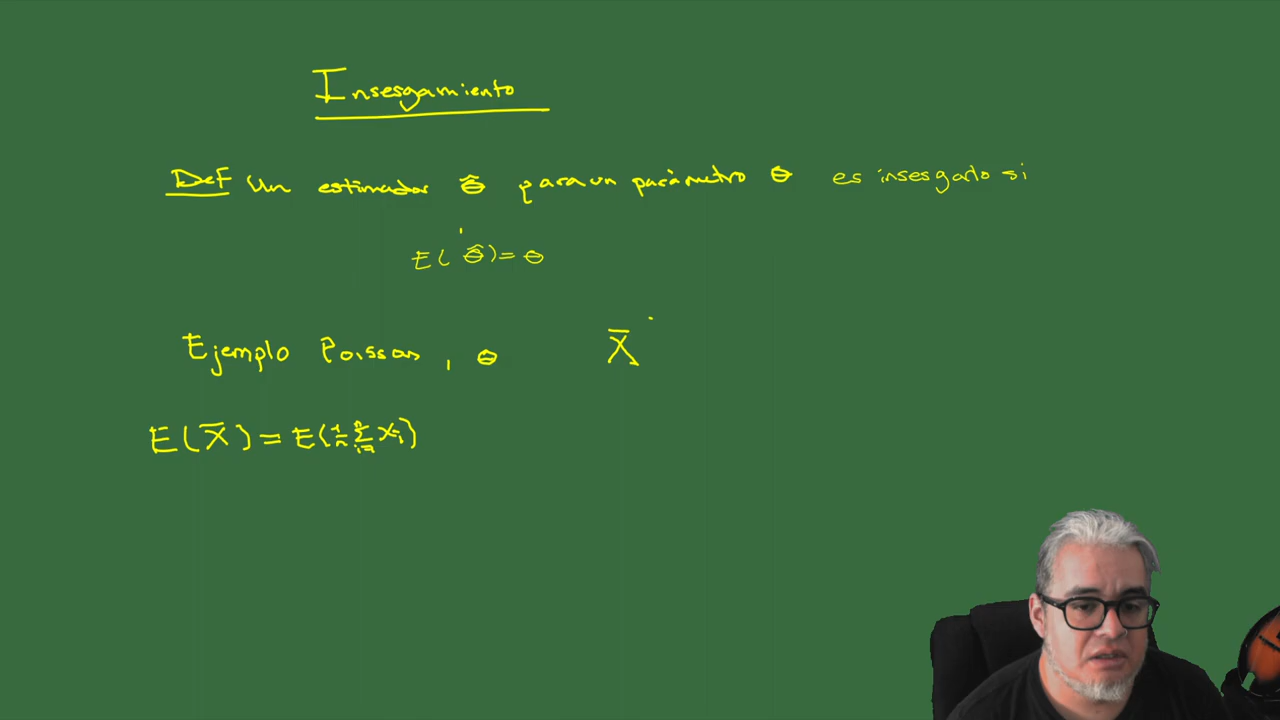 Insesgamiento
Def Un estimador θ̂ para un parámetro θ es insesgado si
E(θ̂)=θ
Ejemplo Poisson, θ X̄
E(X̄)=E(1/n Σ_{i=1}^n X_i)